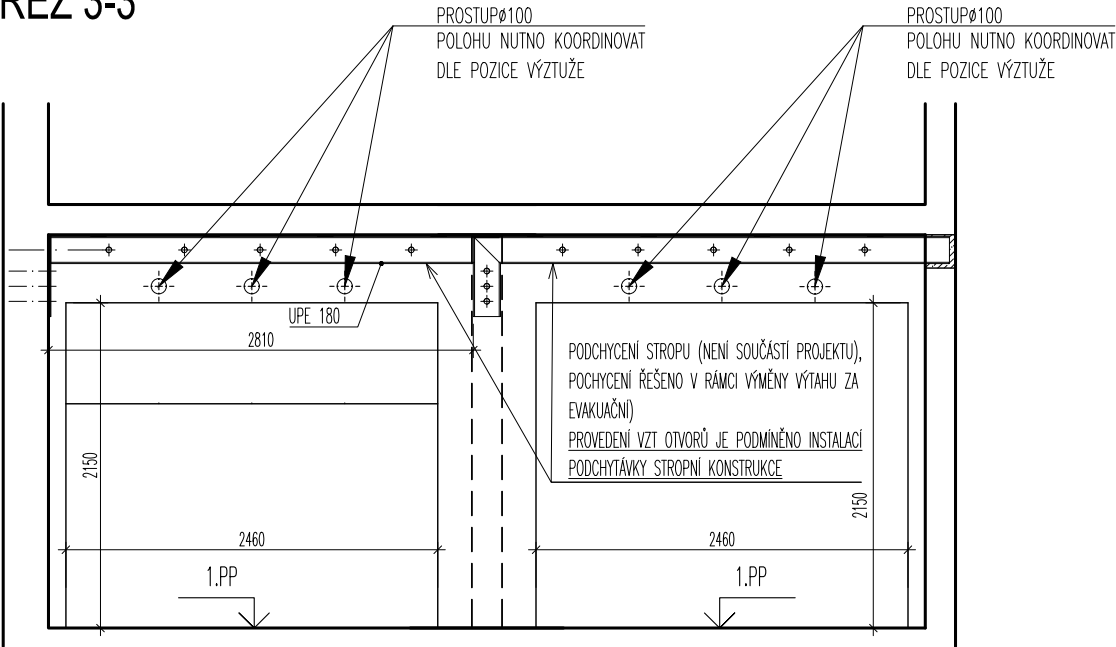 ŘEZ 3-3
PROSTUPø100
POLOHU NUTNO KOORDINOVAT
DLE POZICE VÝZTUŽE
PROSTUPø100
POLOHU NUTNO KOORDINOVAT
DLE POZICE VÝZTUŽE
UPE 180
2810
PODCHYCENÍ STROPU (NENÍ SOUČÁSTÍ PROJEKTU),
POCHYCENÍ ŘEŠENO V RÁMCI VÝMĚNY VÝTAHU ZA
EVAKUAČNÍ)
PROVEDENÍ VZT OTVORŮ JE PODMÍNĚNO INSTALACÍ
PODCHYTÁVKY STROPNÍ KONSTRUKCE
2150
2150
2460
2460
1.PP
1.PP